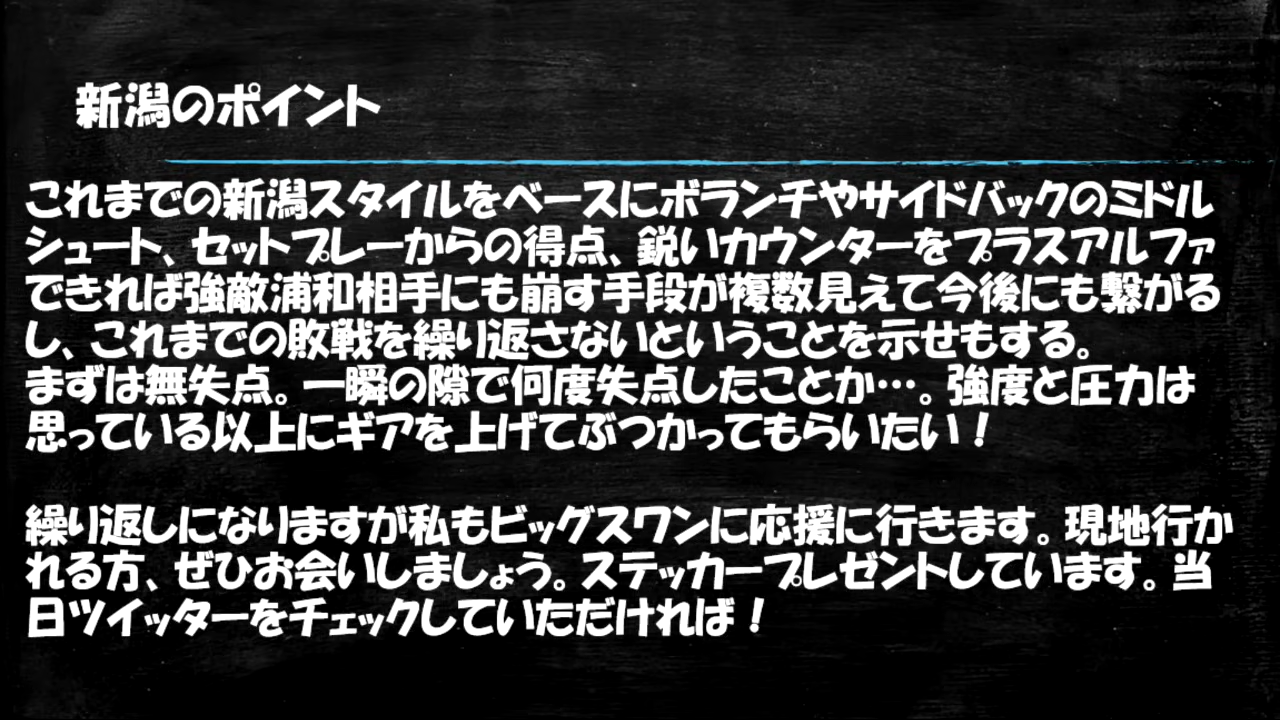 新潟のポイント
これまでの新潟スタイルをベースにボランチやサイドバックのミドル
シュート、セットプレーからの得点、鋭いカウンターをプラスアルファ
できれば強敵浦和相手にも崩す手段が複数見えて今後にも繋がる
し、これまでの敗戦を繰り返さないということを示せもする。
まずは無失点。一瞬の隙で何度失点したことか…。強度と圧力は
思っている以上にギアを上げてぶつかってもらいたい！
繰り返しになりますが私もビッグスワンに応援に行きます。現地行か
れる方、ぜひお会いしましょう。ステッカープレゼントしています。当
日ツイッターをチェックしていただければ！